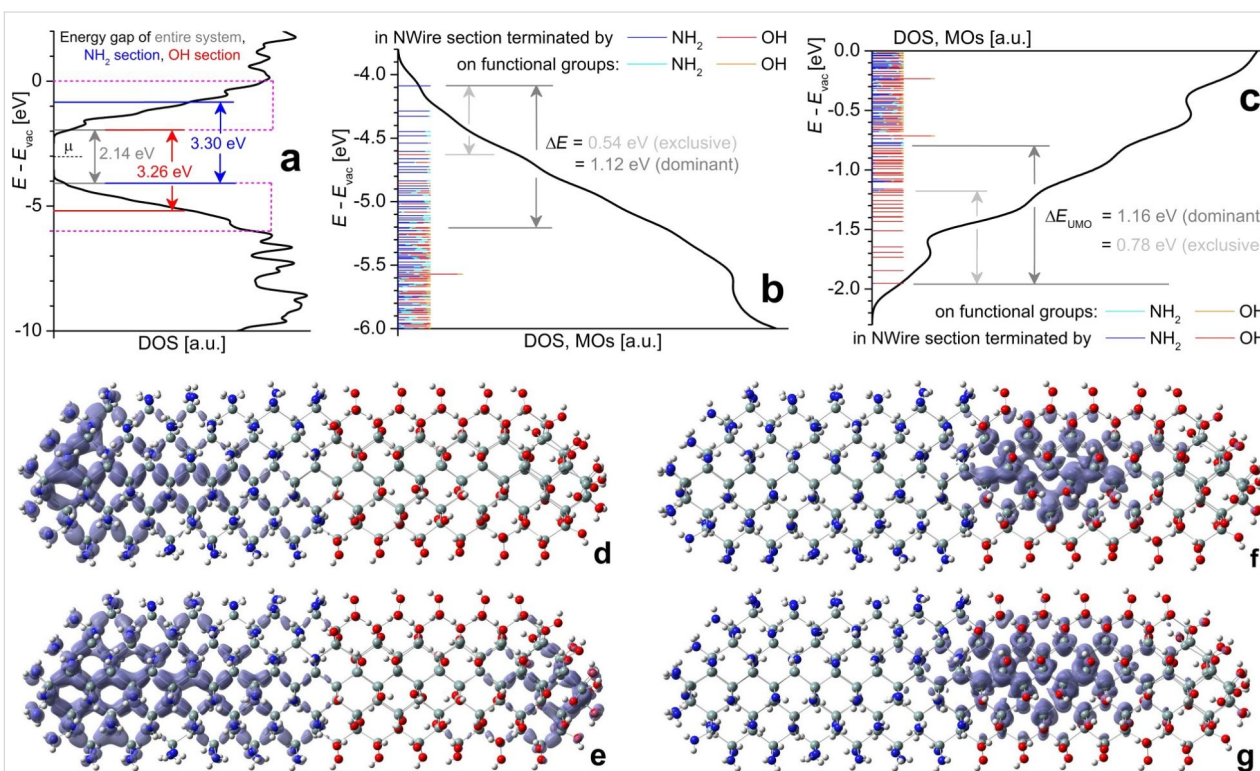 Energy gap of entire system,
NH2 section, OH section
0
-5
-10
E - Evac [eV]
μ
2.14 eV
3.26 eV
3.30 eV
a
DOS [a.u.]
in NWire section terminated by NH2 OH
on functional groups: NH2 OH
-4.0
-4.5
-5.0
-5.5
-6.0
E - Evac [eV]
ΔE = 0.54 eV (exclusive)
= 1.12 eV (dominant)
b
DOS, MOs [a.u.]
DOS, MOs [a.u.]
0.0
-0.5
-1.0
-1.5
-2.0
E - Evac [eV]
c
ΔEUMO = 1.16 eV (dominant
= 0.78 eV (exclusive
on functional groups: NH2 OH
in NWire section terminated by NH2 OH
d
f
e
g